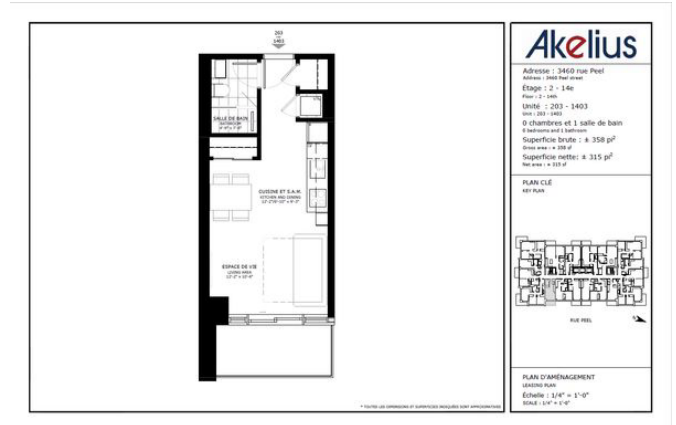 203
1403
SALLE DE BAIN
BATHROOM
CUISINE ET S.A.M.
KITCHEN AND DINING
ESPACE DE VIE
LIVING AREA
* TOUTES LES DIMENSIONS ET SUPERFICIES INDIQUÉES SONT APPROXIMATIVES
Akelius
Adresse : 3460 rue Peel
Address : 3460 Peel street
Étage : 2 - 14e
Floor : 2 - 14th
Unité : 203 - 1403
Unit : 203 - 1403
0 chambres et 1 salle de bain
0 bedrooms and 1 bathroom
Superficie brute : ± 358 pi²
Gross area : ± 358 sf
Superficie nette: ± 315 pi²
Net area : ± 315 sf
PLAN CLÉ
KEY PLAN
RUE PEEL
N
PLAN D'AMÉNAGEMENT
LEASING PLAN
Échelle : 1/4" = 1'-0"
SCALE : 1/4" = 1'-0"